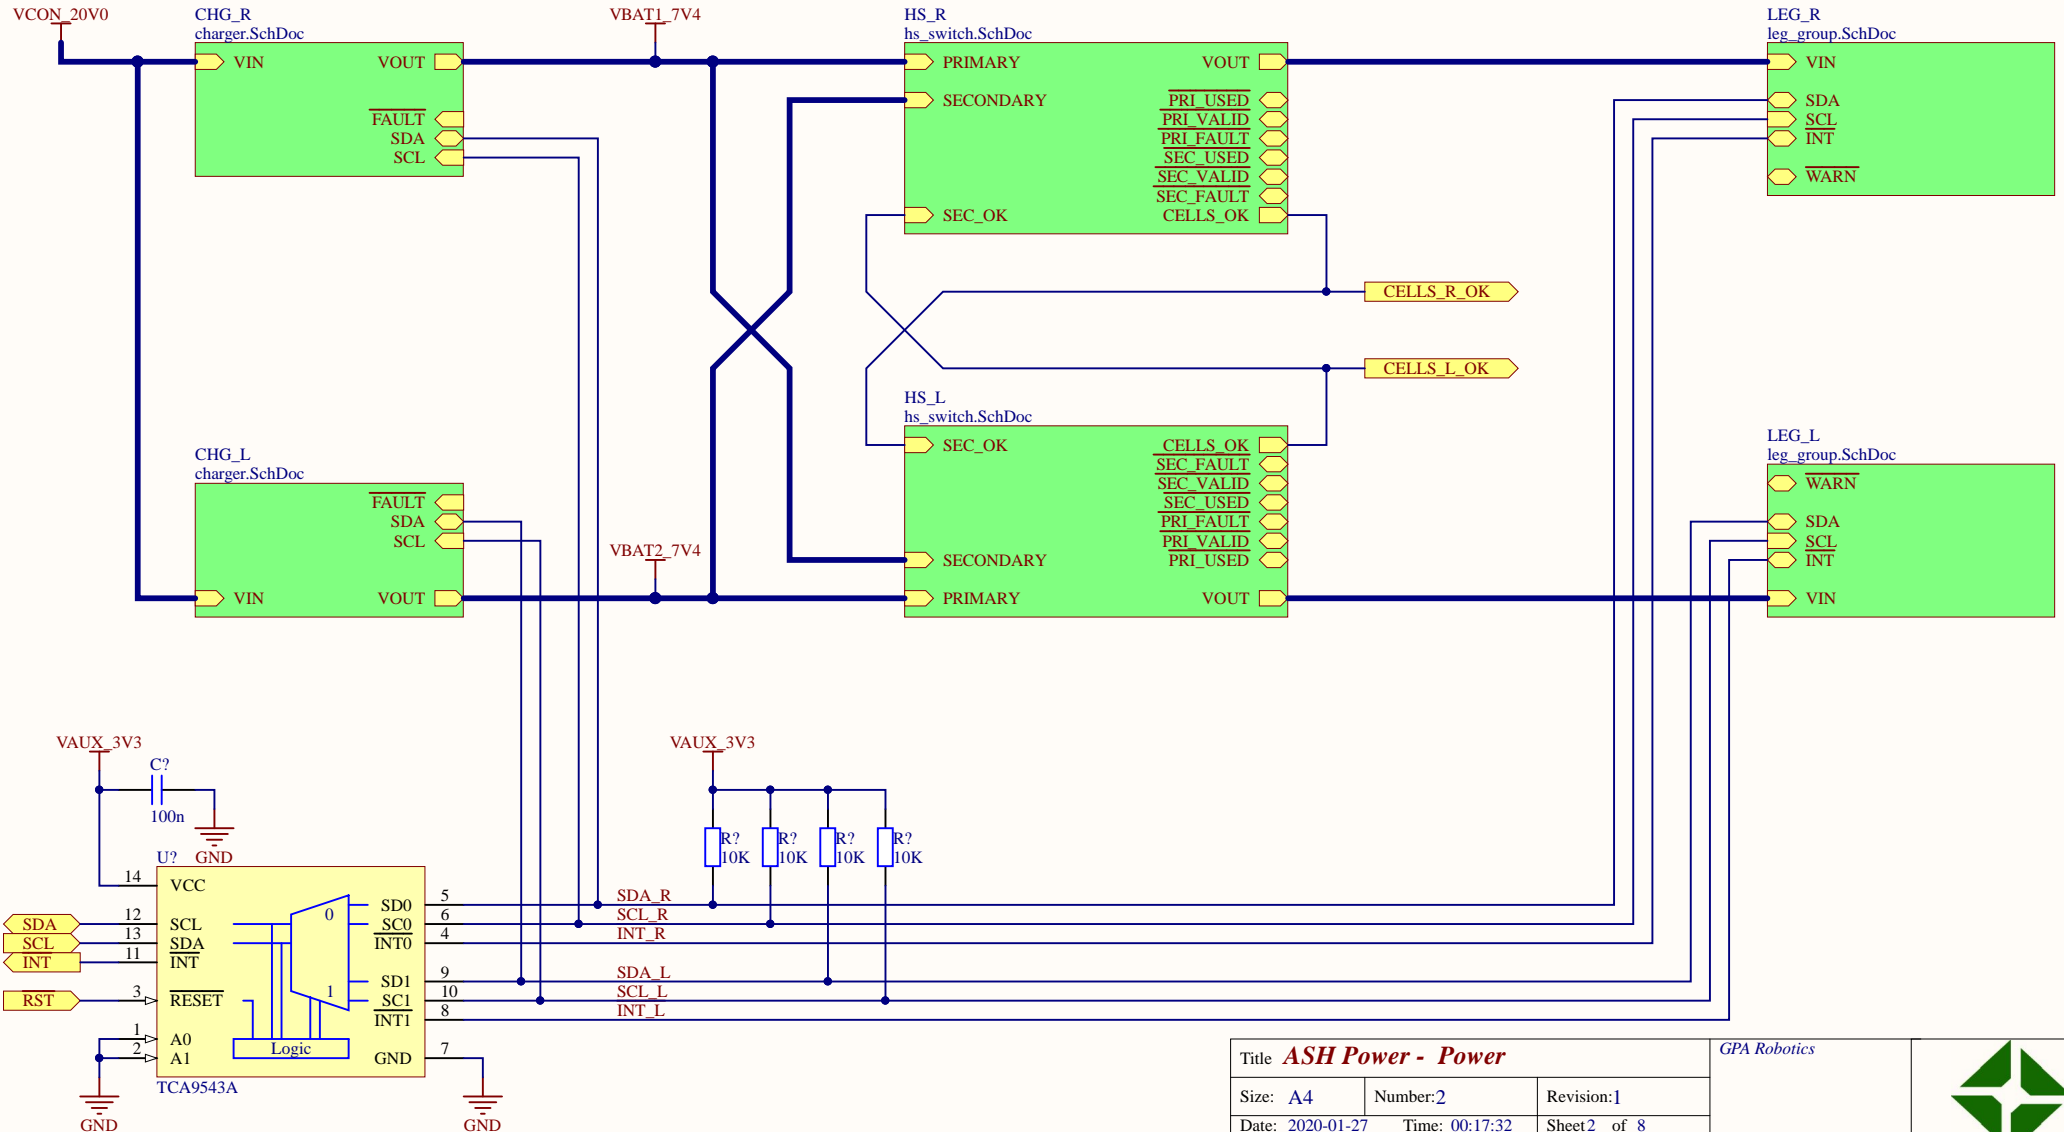 VCON_20V0
CHG_R
charger.SchDoc
VIN
VOUT
FAULT
SDA
SCL
VBAT1_7V4
HS_R
hs_switch.SchDoc
PRIMARY
SECONDARY
SEC_OK
VOUT
PRI_USED
PRI_VALID
PRI_FAULT
SEC_USED
SEC_VALID
SEC_FAULT
CELLS_OK
LEG_R
leg_group.SchDoc
VIN
SDA
SCL
INT
WARN
CELLS_R_OK
CELLS_L_OK
CHG_L
charger.SchDoc
FAULT
SDA
SCL
VIN
VOUT
VBAT2_7V4
HS_L
hs_switch.SchDoc
SEC_OK
SECONDARY
PRIMARY
CELLS_OK
SEC_FAULT
SEC_VALID
SEC_USED
PRI_FAULT
PRI_VALID
PRI_USED
VOUT
LEG_L
leg_group.SchDoc
WARN
SDA
SCL
INT
VIN
VAUX_3V3
C?
100n
GND
U?
14
VCC
SDA
12
SCL
SCL
13
SDA
INT
11
INT
RST
3
RESET
1
A0
2
A1
0
1
Logic
SD0
5
SC0
6
INT0
4
SD1
9
SC1
10
INT1
8
GND
7
TCA9543A
GND
GND
VAUX_3V3
R?
10K
R?
10K
R?
10K
R?
10K
SDA_R
SCL_R
INT_R
SDA_L
SCL_L
INT_L
Title ASH Power - Power
GPA Robotics
Size: A4 Number:2 Revision:1
Date: 2020-01-27 Time: 00:17:32 Sheet2 of 8